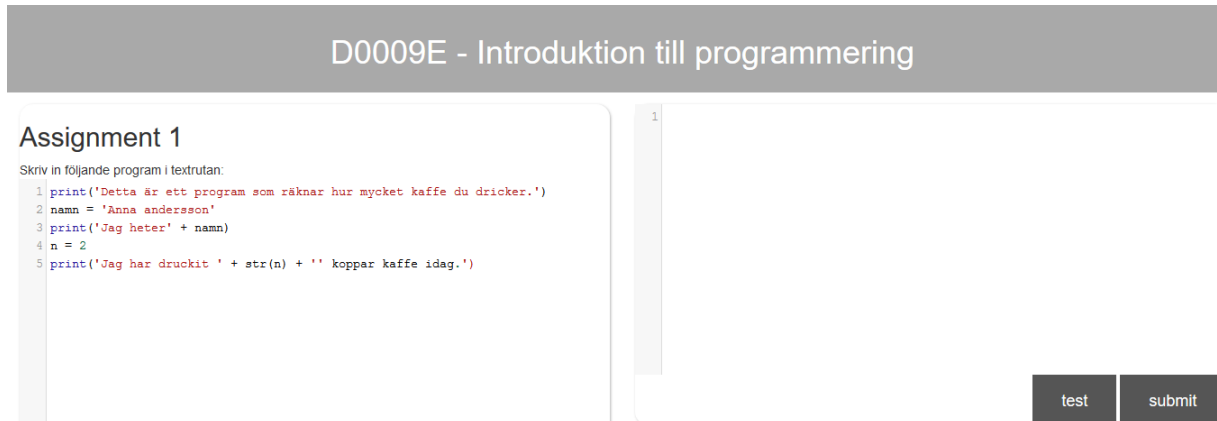 D0009E - Introduktion till programmering
Assignment 1
Skriv in följande program i textrutan:
1 print('Detta är ett program som räknar hur mycket kaffe du dricker.')
2 namn = 'Anna andersson'
3 print('Jag heter' + namn)
4 n = 2
5 print('Jag har druckit ' + str(n) + '' koppar kaffe idag.')
1
test
submit